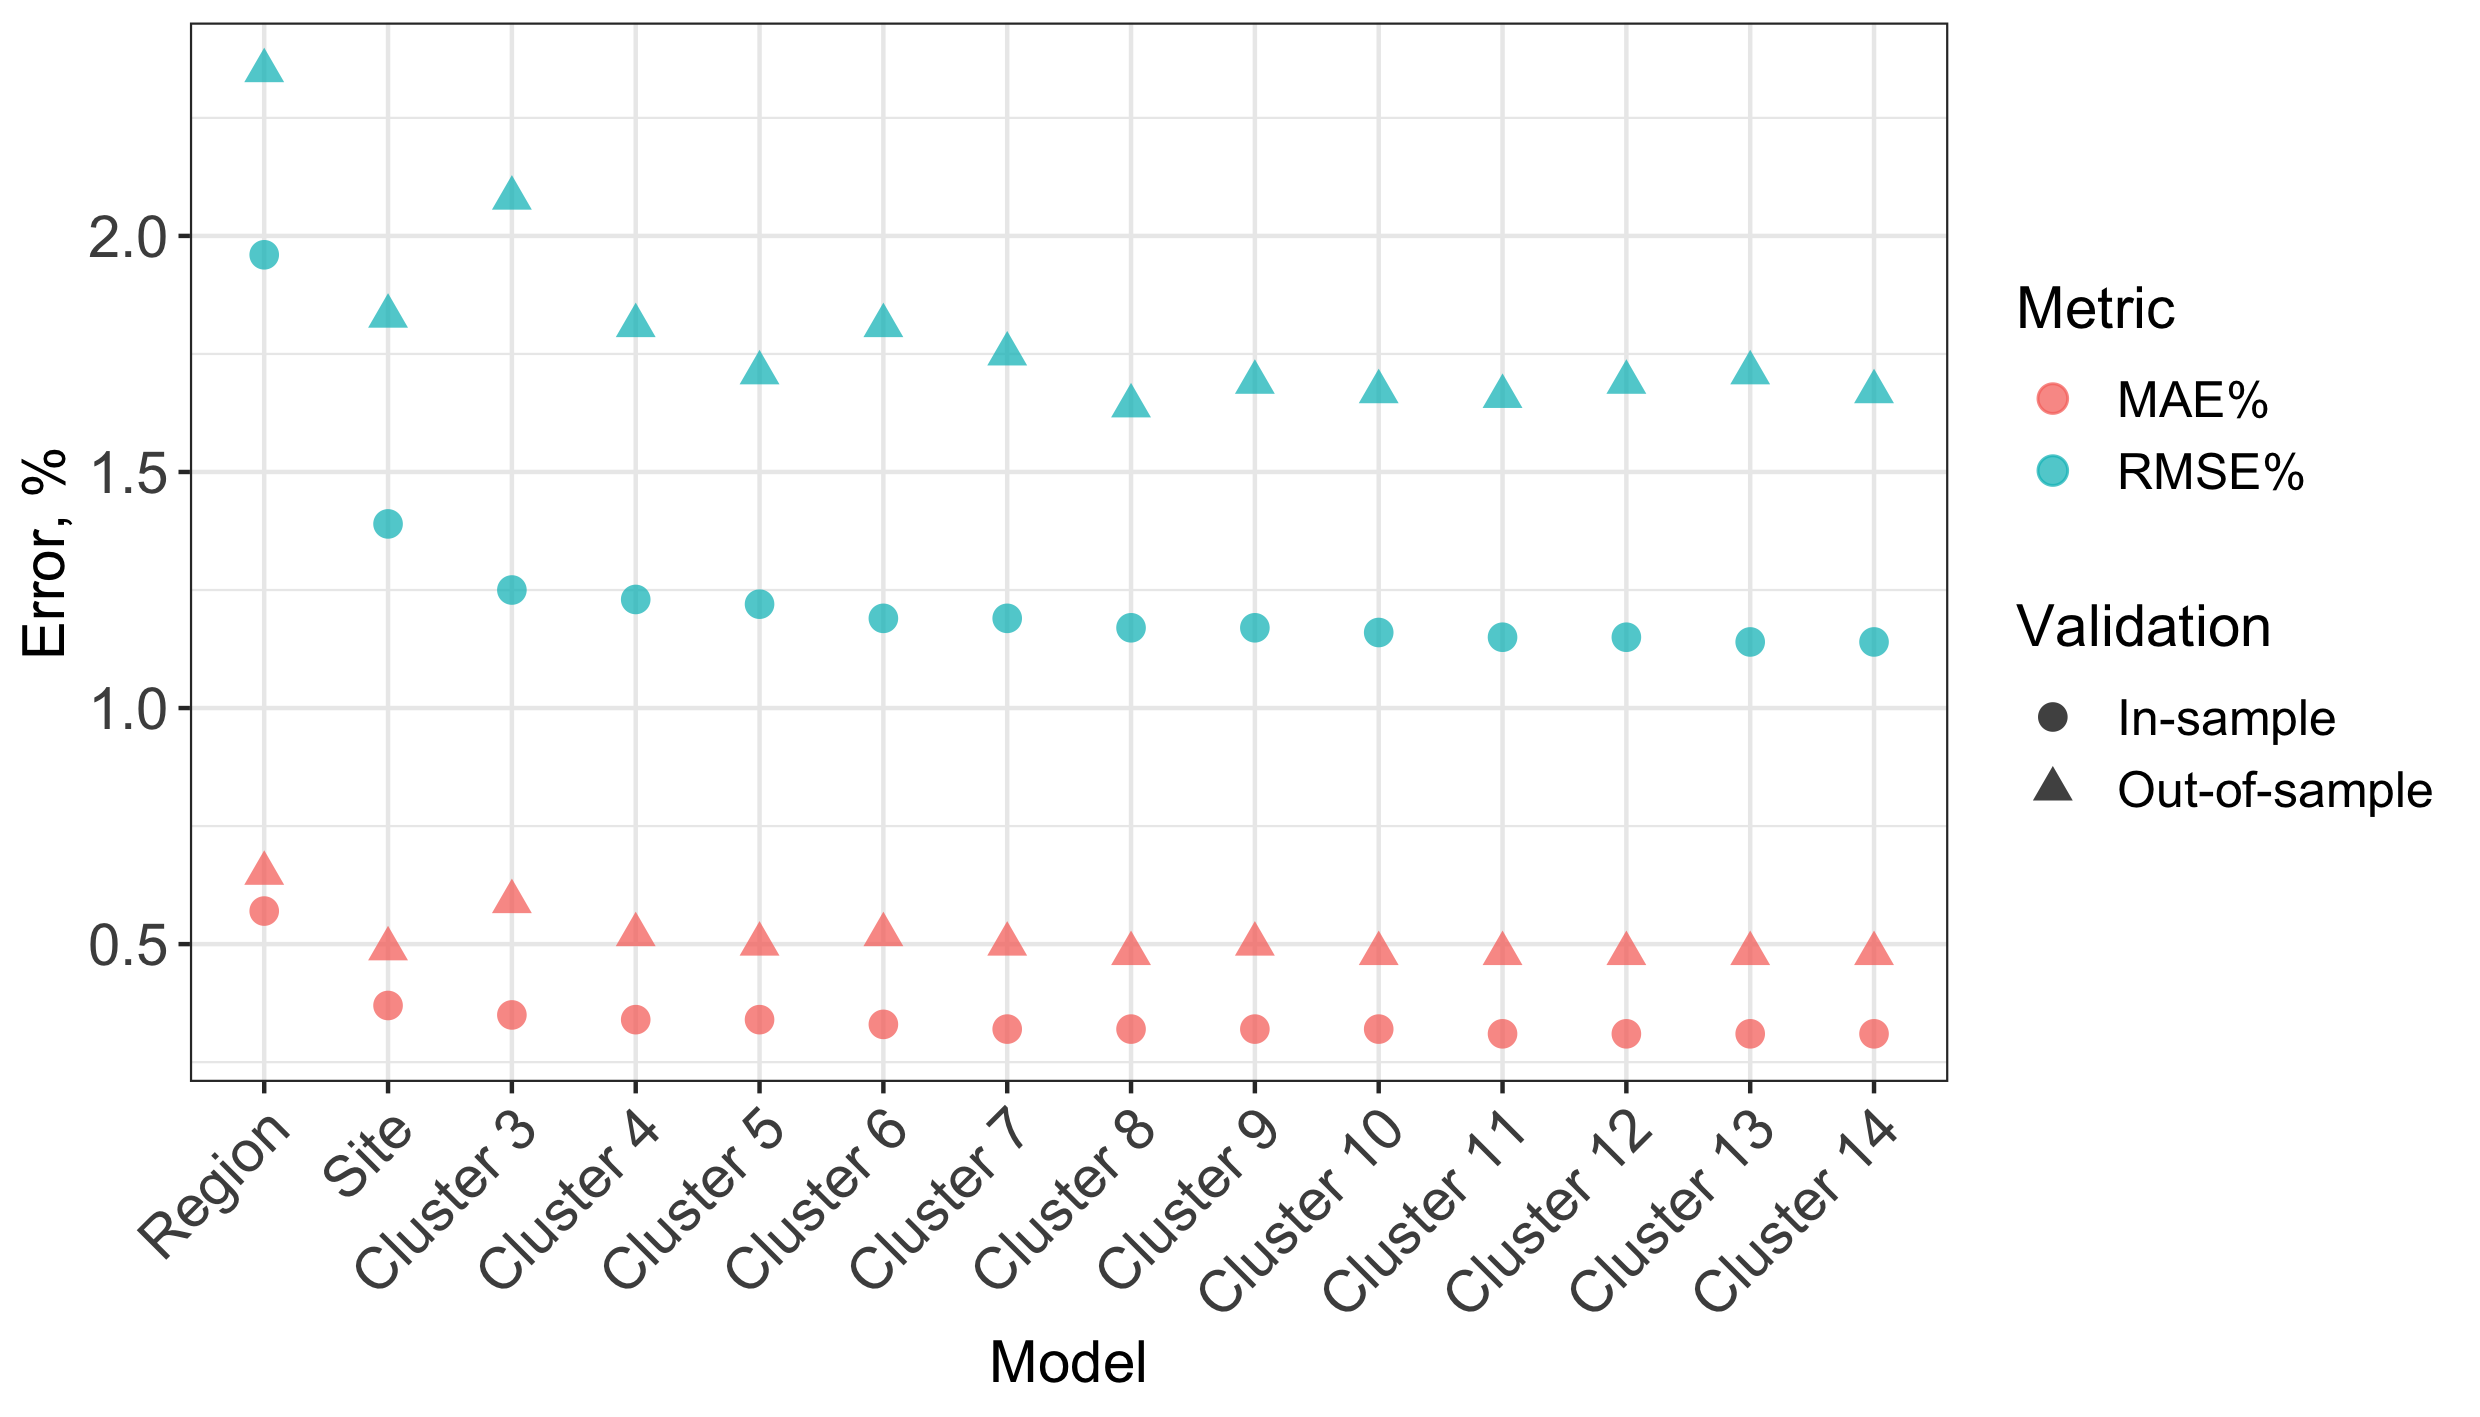 Error, %
2.0
1.5
1.0
0.5
Region
Site
Cluster 3
Cluster 4
Cluster 5
Cluster 6
Cluster 7
Cluster 8
Cluster 9
Cluster 10
Cluster 11
Cluster 12
Cluster 13
Cluster 14
Model
Metric
MAE%
RMSE%
Validation
In-sample
Out-of-sample